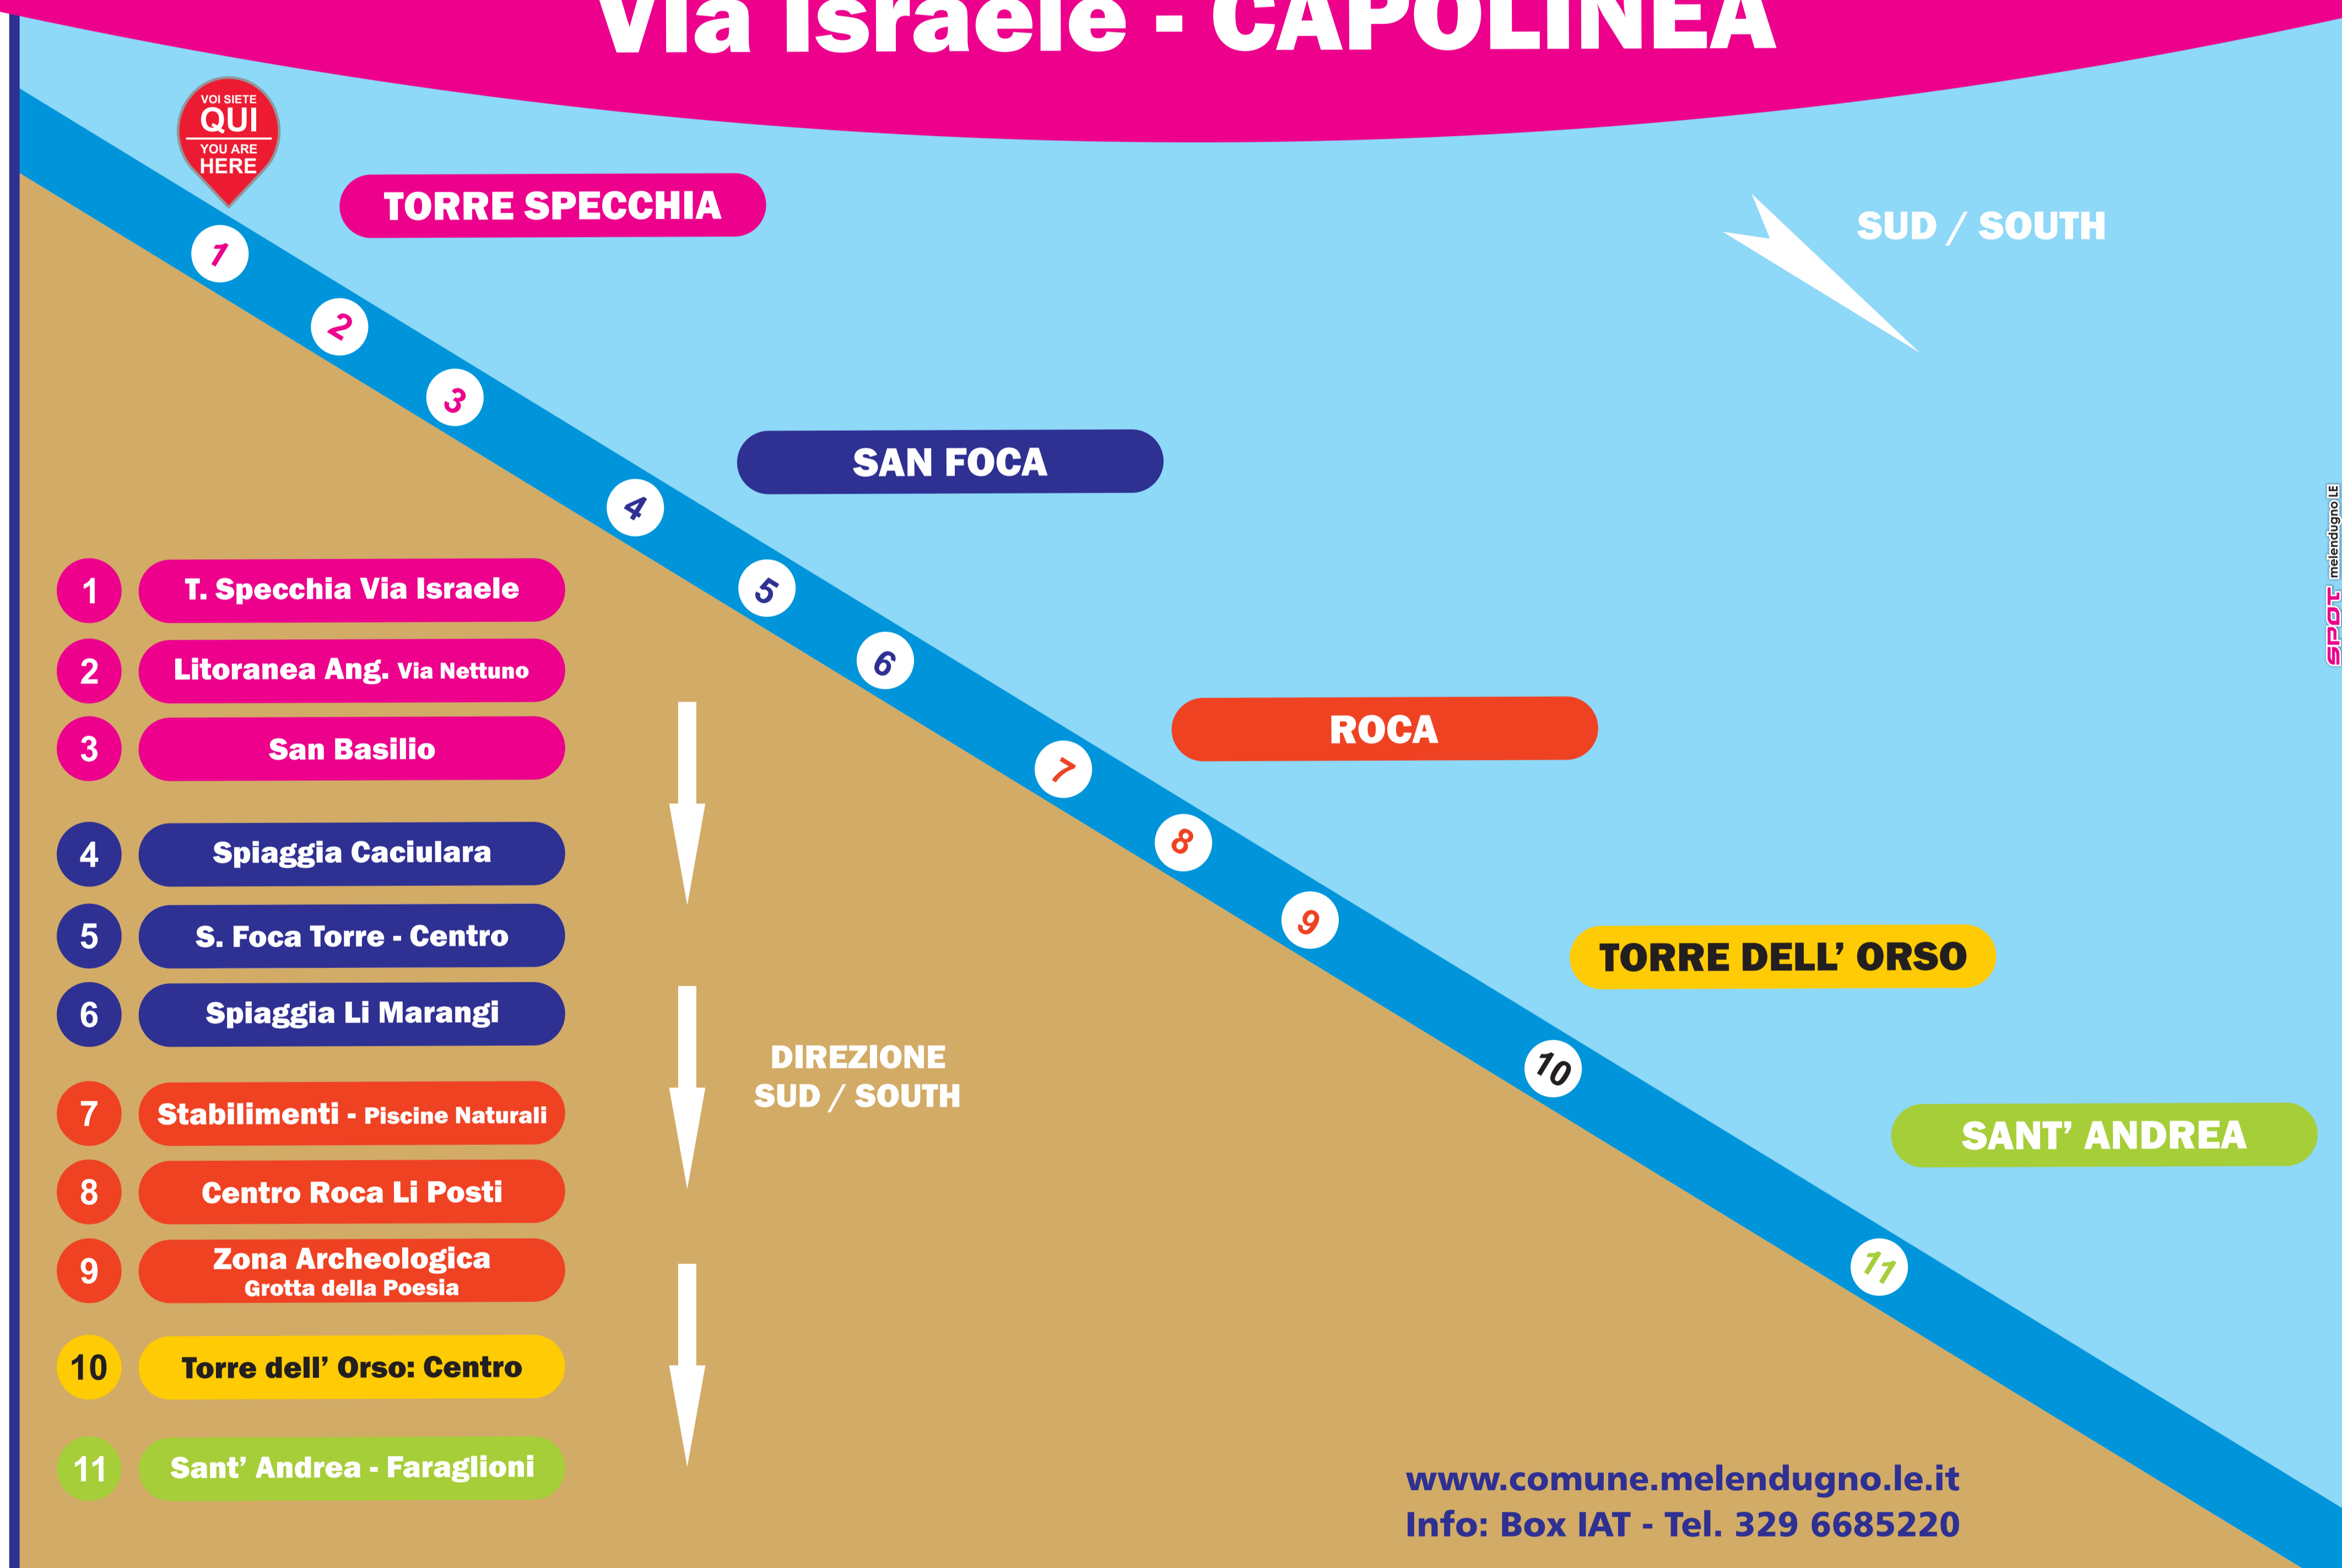 Via Israele - CAPOLINEA
VOI SIETE
QUI
YOU ARE
HERE
TORRE SPECCHIA
SUD / SOUTH
1
2
3
SAN FOCA
4
5
6
ROCA
7
8
9
TORRE DELL’ ORSO
10
SANT’ ANDREA
11
1 T. Specchia Via Israele
2 Litoranea Ang. Via Nettuno
3 San Basilio
4 Spiaggia Caciulara
5 S. Foca Torre - Centro
6 Spiaggia Li Marangi
7 Stabilimenti - Piscine Naturali
8 Centro Roca Li Posti
9 Zona Archeologica
Grotta della Poesia
10 Torre dell’ Orso: Centro
11 Sant’ Andrea - Faraglioni
DIREZIONE
SUD / SOUTH
www.comune.melendugno.le.it
Info: Box IAT - Tel. 329 6685220
SPOT melendugno LE